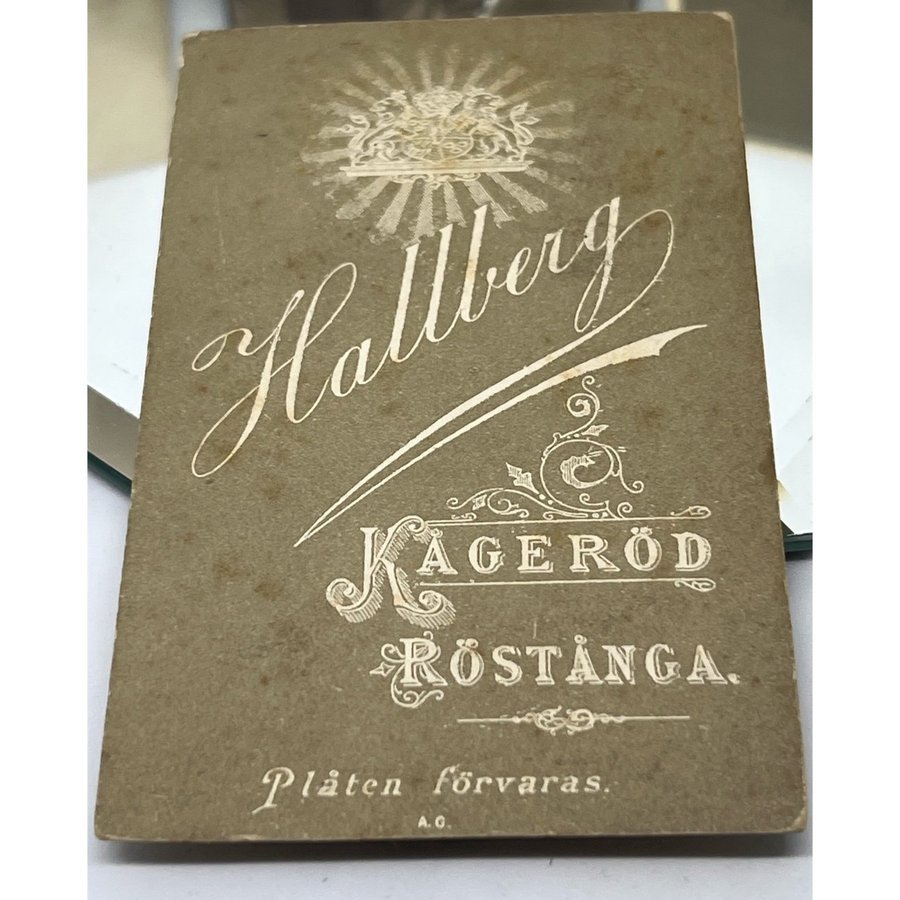 Hallberg
KÅGERÖD
RÖSTÅNGA.
Plåten förvaras.
A.G.